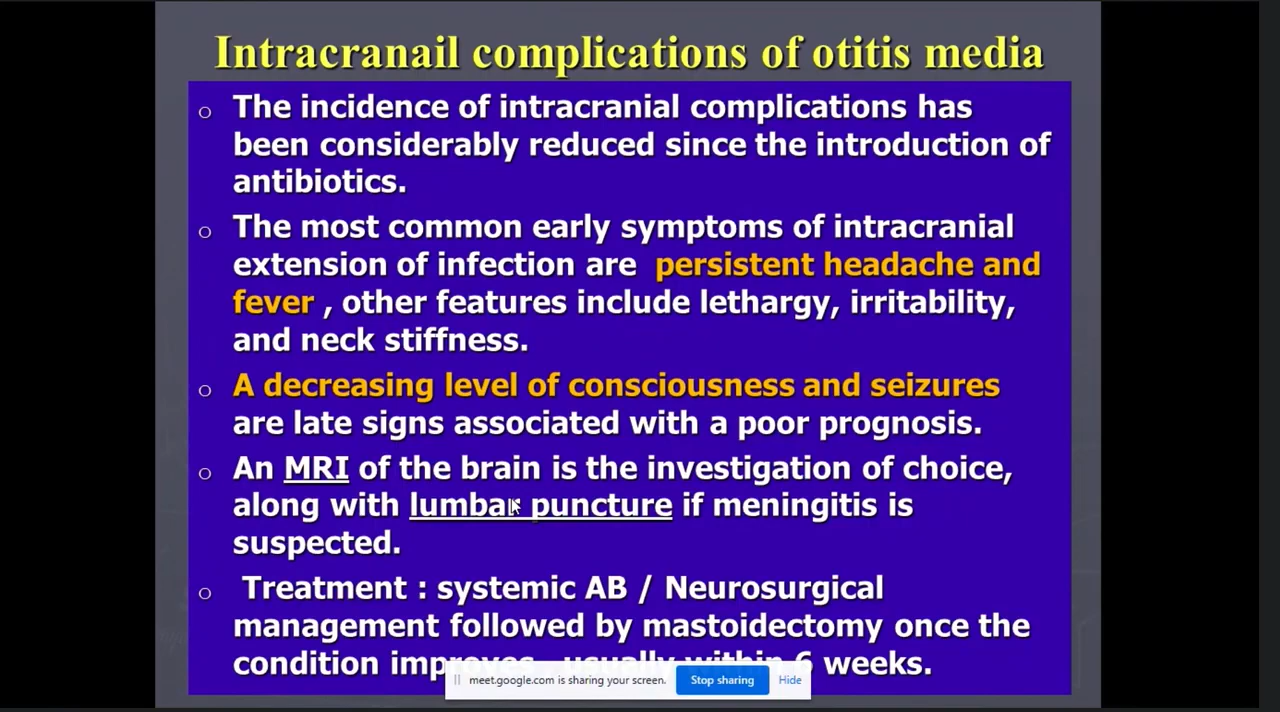 Intracranail complications of otitis media
o The incidence of intracranial complications has
been considerably reduced since the introduction of
antibiotics.
o The most common early symptoms of intracranial
extension of infection are persistent headache and
fever , other features include lethargy, irritability,
and neck stiffness.
o A decreasing level of consciousness and seizures
are late signs associated with a poor prognosis.
o An MRI of the brain is the investigation of choice,
along with lumbar puncture if meningitis is
suspected.
o Treatment : systemic AB / Neurosurgical
management followed by mastoidectomy once the
condition improves , usually within 6 weeks.
meet.google.com is sharing your screen. Stop sharing Hide